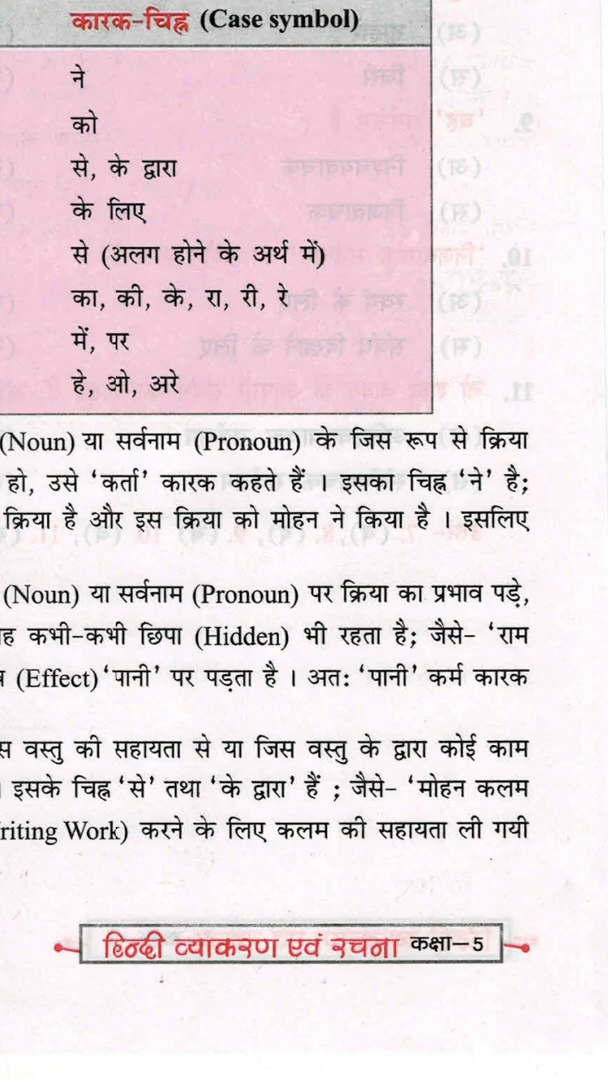 कारक-चिह्न (Case symbol)
ने
को
से, के द्वारा
के लिए
से (अलग होने के अर्थ में)
का, की, के, रा, री, रे
में, पर
हे, ओ, अरे
(Noun) या सर्वनाम (Pronoun) के जिस रूप से क्रिया
हो, उसे ‘कर्ता’ कारक कहते हैं । इसका चिह्न ‘ने’ है;
क्रिया है और इस क्रिया को मोहन ने किया है । इसलिए
(Noun) या सर्वनाम (Pronoun) पर क्रिया का प्रभाव पड़े,
कभी-कभी छिपा (Hidden) भी रहता है; जैसे- ‘राम
(Effect) ‘पानी’ पर पड़ता है । अत: ‘पानी’ कर्म कारक
वस्तु की सहायता से या जिस वस्तु के द्वारा कोई काम
। इसके चिह्न ‘से’ तथा ‘के द्वारा’ हैं ; जैसे- ‘मोहन कलम
riting Work) करने के लिए कलम की सहायता ली गयी
हिन्दी व्याकरण एवं रचना कक्षा-5